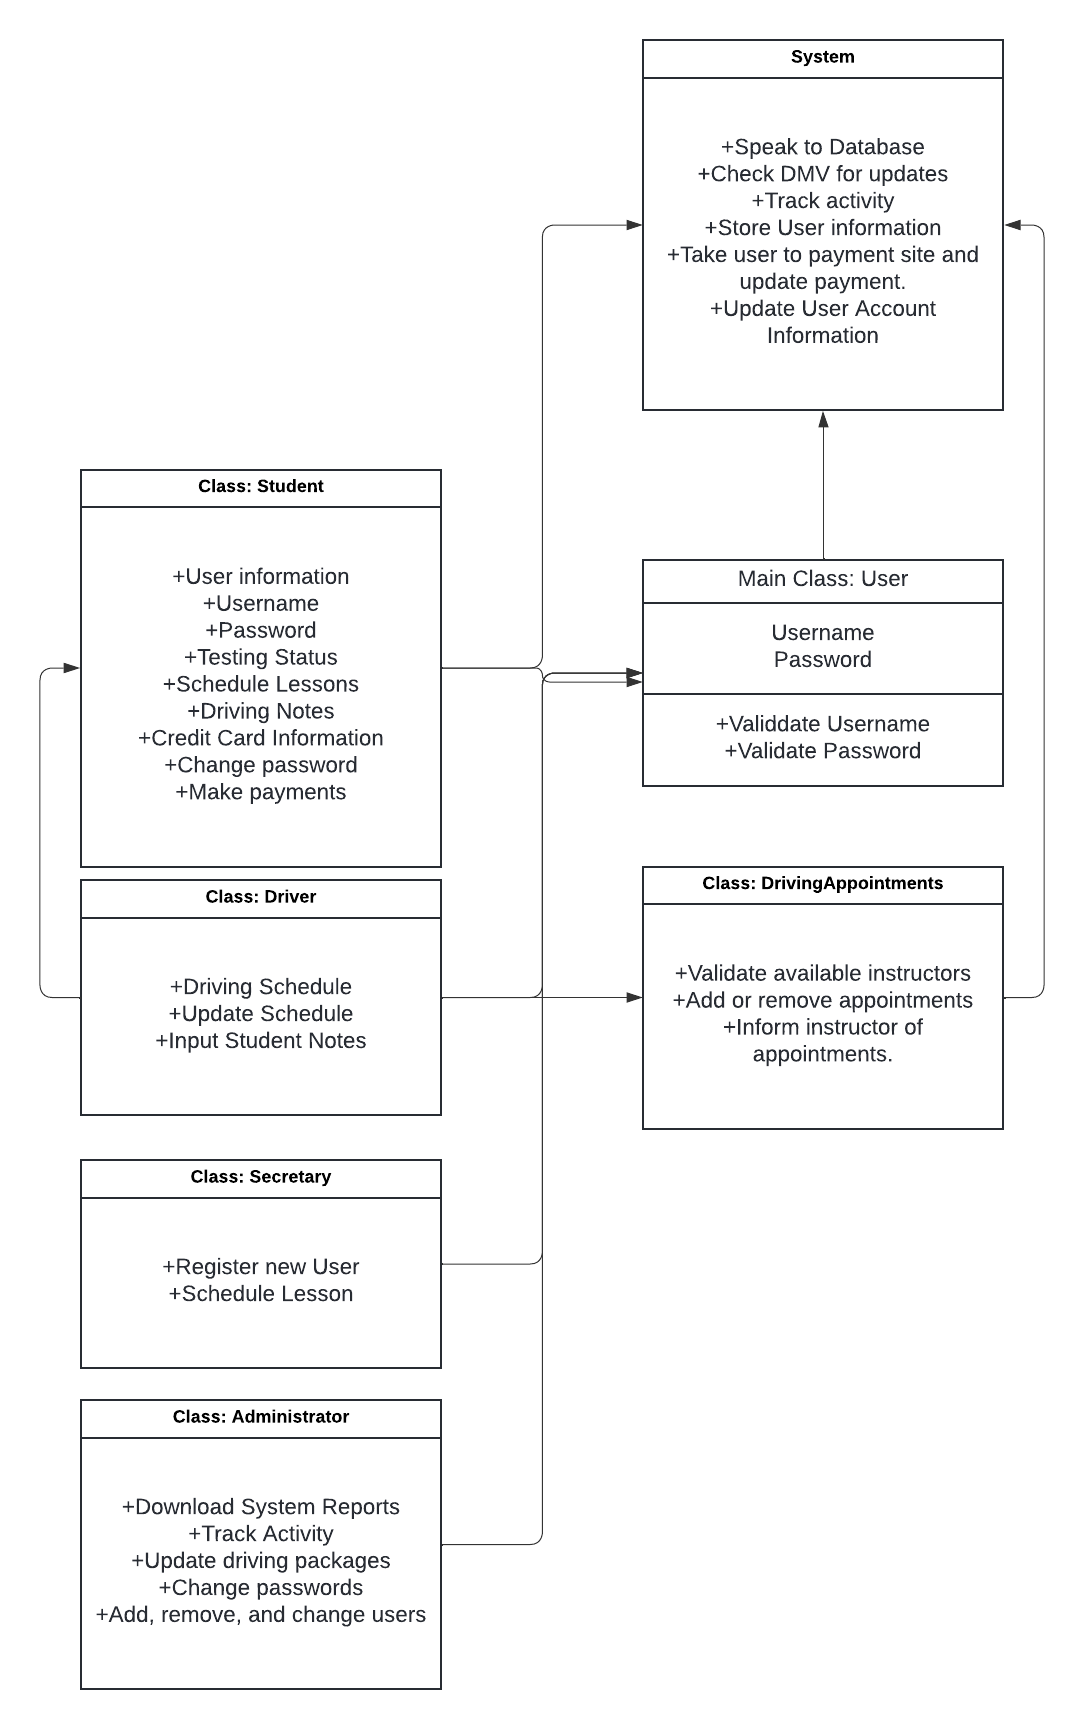 System
+Speak to Database
+Check DMV for updates
+Track activity
+Store User information
+Take user to payment site and
update payment.
+Update User Account
Information
Class: Student
+User information
+Username
+Password
+Testing Status
+Schedule Lessons
+Driving Notes
+Credit Card Information
+Change password
+Make payments
Main Class: User
Username
Password
+Validdate Username
+Validate Password
Class: Driver
+Driving Schedule
+Update Schedule
+Input Student Notes
Class: DrivingAppointments
+Validate available instructors
+Add or remove appointments
+Inform instructor of
appointments.
Class: Secretary
+Register new User
+Schedule Lesson
Class: Administrator
+Download System Reports
+Track Activity
+Update driving packages
+Change passwords
+Add, remove, and change users